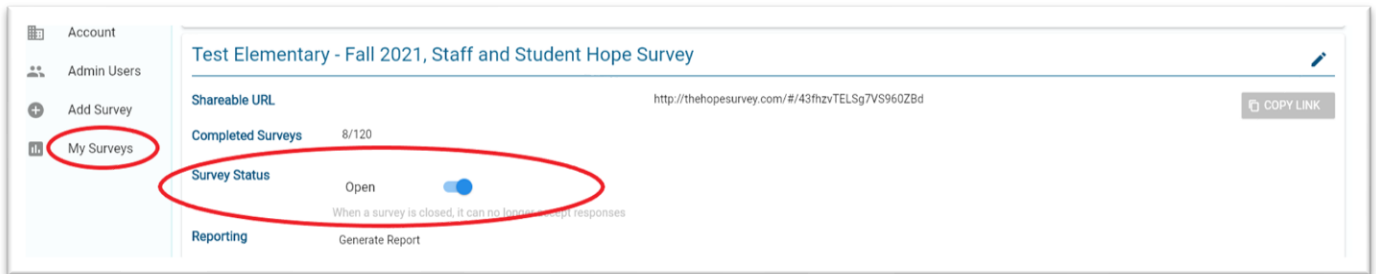 Account
Admin Users
Add Survey
My Surveys
Test Elementary - Fall 2021, Staff and Student Hope Survey
Shareable URL http://thehopesurvey.com/#/43fhzvTELSg7VS960ZBd COPY LINK
Completed Surveys 8/120
Survey Status
Open
When a survey is closed, it can no longer accept responses
Reporting Generate Report